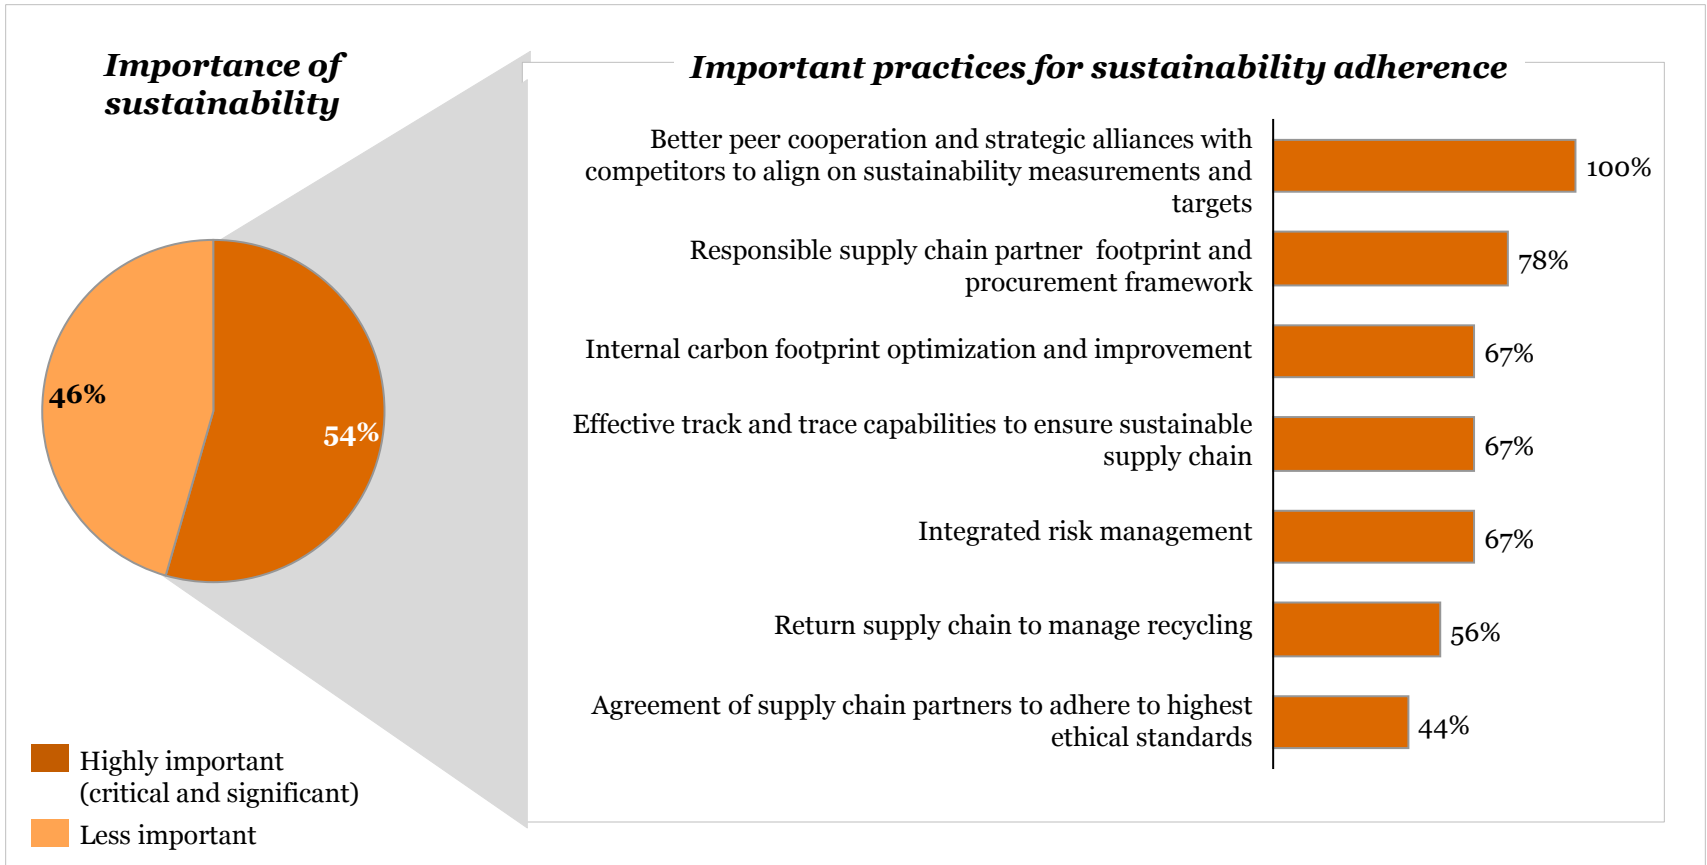 Importance of
sustainability
46%
54%
Highly important
(critical and significant)
Less important
Important practices for sustainability adherence
Better peer cooperation and strategic alliances with
competitors to align on sustainability measurements and
targets
100%
Responsible supply chain partner footprint and
procurement framework
78%
Internal carbon footprint optimization and improvement
67%
Effective track and trace capabilities to ensure sustainable
supply chain
67%
Integrated risk management
67%
Return supply chain to manage recycling
56%
Agreement of supply chain partners to adhere to highest
ethical standards
44%